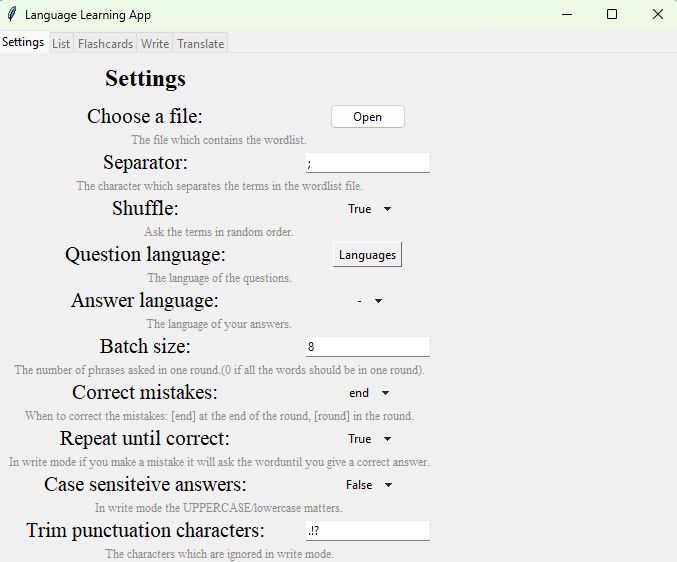 Language Learning App
Settings List Flashcards Write Translate
Settings
Choose a file: Open
The file which contains the wordlist.
Separator: ;
The character which separates the terms in the wordlist file.
Shuffle: True
Ask the terms in random order.
Question language: Languages
The language of the questions.
Answer language: -
The language of your answers.
Batch size: 8
The number of phrases asked in one round.(0 if all the words should be in one round).
Correct mistakes: end
When to correct the mistakes: [end] at the end of the round, [round] in the round.
Repeat until correct: True
In write mode if you make a mistake it will ask the worduntil you give a correct answer.
Case sensiteive answers: False
In write mode the UPPERCASE/lowercase matters.
Trim punctuation characters: .!?
The characters which are ignored in write mode.